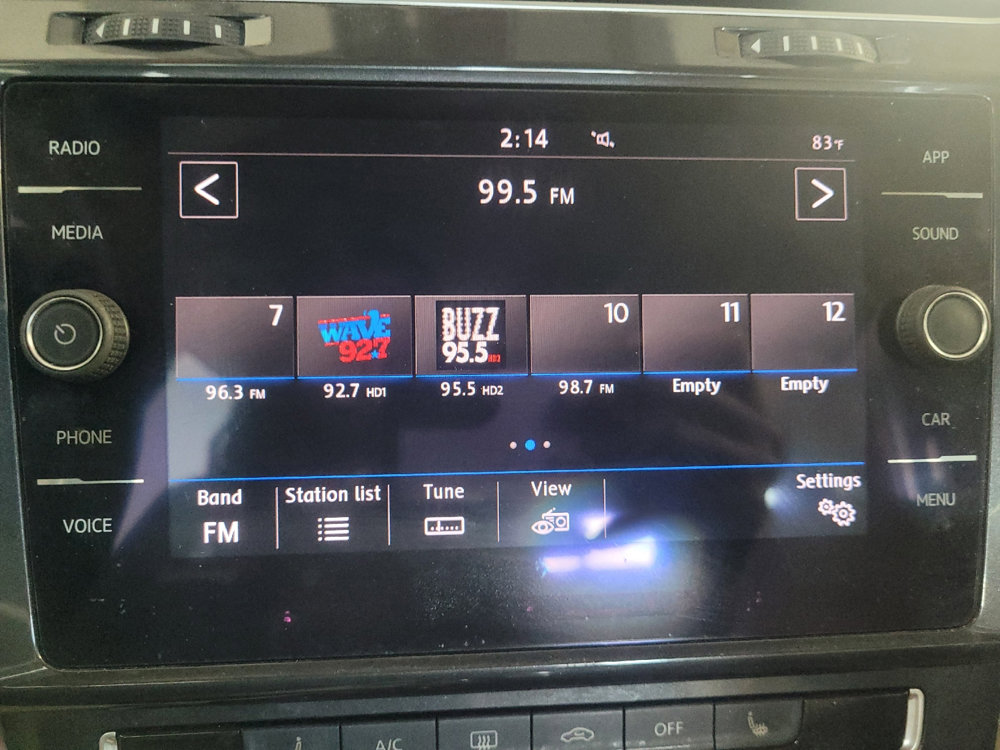 RADIO
MEDIA
PHONE
VOICE
2:14
83°F
99.5 FM
7
WAVE
92.7
BUZZ
95.5 HD2
10
11
12
96.3 FM
92.7 HD1
95.5 HD2
98.7 FM
Empty
Empty
Band
FM
Station list
Tune
View
Settings
APP
SOUND
CAR
MENU
A/C
OFF